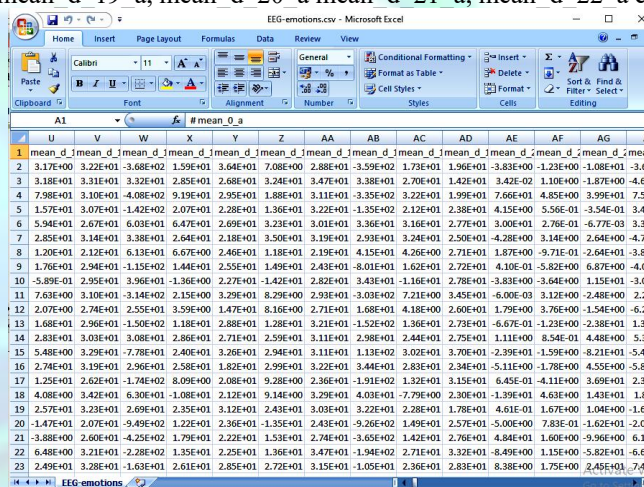 mean_d_19_a, mean_d_20_a mean_d_21_a, mean_d_22_a
EEG-emotions.csv - Microsoft Excel
Home Insert Page Layout Formulas Data Review View
Calibri 11 General Conditional Formatting Insert Σ
Paste B I U % , Format as Table Delete Sort & Find &
Cell Styles Format Filter Select
Clipboard Font Alignment Number Styles Cells Editing
A1 fx # mean_0_a
U V W X Y Z AA AB AC AD AE AF AG
1 mean_d_1 mean_d_1 mean_d_1 mean_d_1 mean_d_1 mean_d_1 mean_d_1 mean_d_1 mean_d_1 mean_d_1 mean_d_2 mean_d_2 mean_d_2
2 3.17E+00 3.22E+01 -3.68E+02 1.59E+01 3.64E+01 7.08E+00 2.88E+01 -3.59E+02 1.73E+01 1.96E+01 -3.83E+00 -1.23E+00 -1.08E+01
3 3.18E+01 3.31E+01 3.32E+01 2.85E+01 2.68E+01 3.24E+01 3.47E+01 3.38E+01 2.70E+01 1.42E+01 3.42E-02 1.10E+00 -1.87E+00
4 7.98E+01 3.10E+01 -4.08E+02 9.19E+01 2.95E+01 1.88E+01 3.11E+01 -3.35E+02 3.22E+01 1.99E+01 7.66E+01 4.85E+00 3.99E+01
5 1.57E+01 3.07E+01 -1.42E+02 2.07E+01 2.28E+01 1.36E+01 3.22E+01 -1.35E+02 2.12E+01 2.38E+01 4.15E+00 5.56E-01 -3.54E-01
6 5.94E+01 2.67E+01 6.03E+01 6.47E+01 2.69E+01 3.23E+01 3.01E+01 3.36E+01 3.16E+01 2.77E+01 3.00E+01 2.76E-01 -6.77E-03
7 2.85E+01 3.14E+01 3.38E+01 2.64E+01 2.18E+01 3.50E+01 3.19E+01 2.93E+01 3.24E+01 2.50E+01 -4.28E+00 3.14E+00 2.64E+00
8 1.20E+01 2.12E+01 6.13E+01 6.67E+00 2.46E+01 1.18E+01 2.19E+01 4.15E+01 4.26E+00 2.71E+01 1.87E+00 -9.71E-01 -2.64E+01
9 1.76E+01 2.94E+01 -1.15E+02 1.44E+01 2.55E+01 1.49E+01 2.43E+01 -8.01E+01 1.62E+01 2.72E+01 4.10E-01 -5.82E+00 6.87E+00
10 -5.89E-01 2.95E+01 3.96E+01 -1.36E+00 2.27E+01 -1.42E+01 2.82E+01 3.43E+01 -1.16E+01 2.78E+01 -3.83E+00 -3.64E+00 1.15E+01
11 7.63E+00 3.10E+01 -3.14E+02 2.15E+00 3.29E+01 8.29E+00 2.93E+01 -3.03E+02 7.21E+00 3.45E+01 -6.00E-03 3.12E+00 -2.48E+00
12 2.07E+00 2.74E+01 2.55E+01 3.59E+00 1.47E+01 8.16E+00 2.71E+01 1.68E+01 4.18E+00 2.60E+01 1.79E+00 3.76E+00 -1.54E+00
13 1.68E+01 2.96E+01 -1.50E+02 1.18E+01 2.88E+01 1.28E+01 2.21E+01 -1.52E+02 1.36E+01 2.73E+01 -6.67E-01 -1.23E+00 -2.38E+01
14 2.83E+01 3.03E+01 3.08E+01 2.86E+01 2.71E+01 2.59E+01 3.11E+01 2.98E+01 2.44E+01 2.75E+01 1.11E+00 8.54E-01 4.48E+00
15 5.48E+00 3.29E+01 -7.78E+01 2.40E+01 3.26E+01 2.94E+01 3.11E+01 1.13E+02 3.02E+01 3.70E+01 -2.39E+01 -1.59E+00 -8.21E+01
16 2.74E+01 3.19E+01 2.96E+01 2.58E+01 1.82E+01 2.99E+01 3.22E+01 3.44E+01 2.83E+01 2.34E+01 -5.11E+00 -1.78E+00 4.55E+00
17 1.25E+01 2.62E+01 -1.74E+02 8.09E+00 2.08E+01 9.28E+00 2.36E+01 -1.91E+02 1.32E+01 3.15E+01 6.45E-01 -4.11E+00 3.69E+01
18 4.08E+00 3.42E+01 6.30E+01 -1.08E+01 2.12E+01 9.14E+00 3.29E+01 4.03E+01 -7.79E+00 2.30E+01 -1.39E+01 4.63E+00 1.43E+01
19 2.57E+01 3.23E+01 2.69E+01 2.35E+01 3.12E+01 2.43E+01 3.03E+01 3.22E+01 2.28E+01 1.78E+01 4.61E-01 1.67E+00 1.04E+00
20 -1.47E+01 2.07E+01 -9.49E+02 1.22E+01 2.36E+01 -1.35E+01 2.43E+01 -9.26E+02 1.49E+01 2.57E+01 -5.00E+00 7.83E-01 -1.62E+01
21 -3.88E+01 2.60E+01 -4.25E+02 1.79E+01 2.22E+01 1.53E+01 2.74E+01 -3.65E+02 1.42E+01 2.76E+01 4.84E+01 1.60E+00 -9.96E+00
22 6.48E+00 3.21E+01 -2.28E+02 1.35E+01 2.25E+01 1.36E+01 3.47E+01 -1.94E+02 2.71E+01 3.32E+01 -8.49E+01 1.15E+00 -5.82E+01
23 2.49E+01 3.28E+01 -1.63E+01 2.61E+01 2.85E+01 2.72E+01 3.15E+01 -1.05E+01 2.36E+01 2.83E+01 8.38E+01 1.75E+00 2.45E+01
EEG-emotions